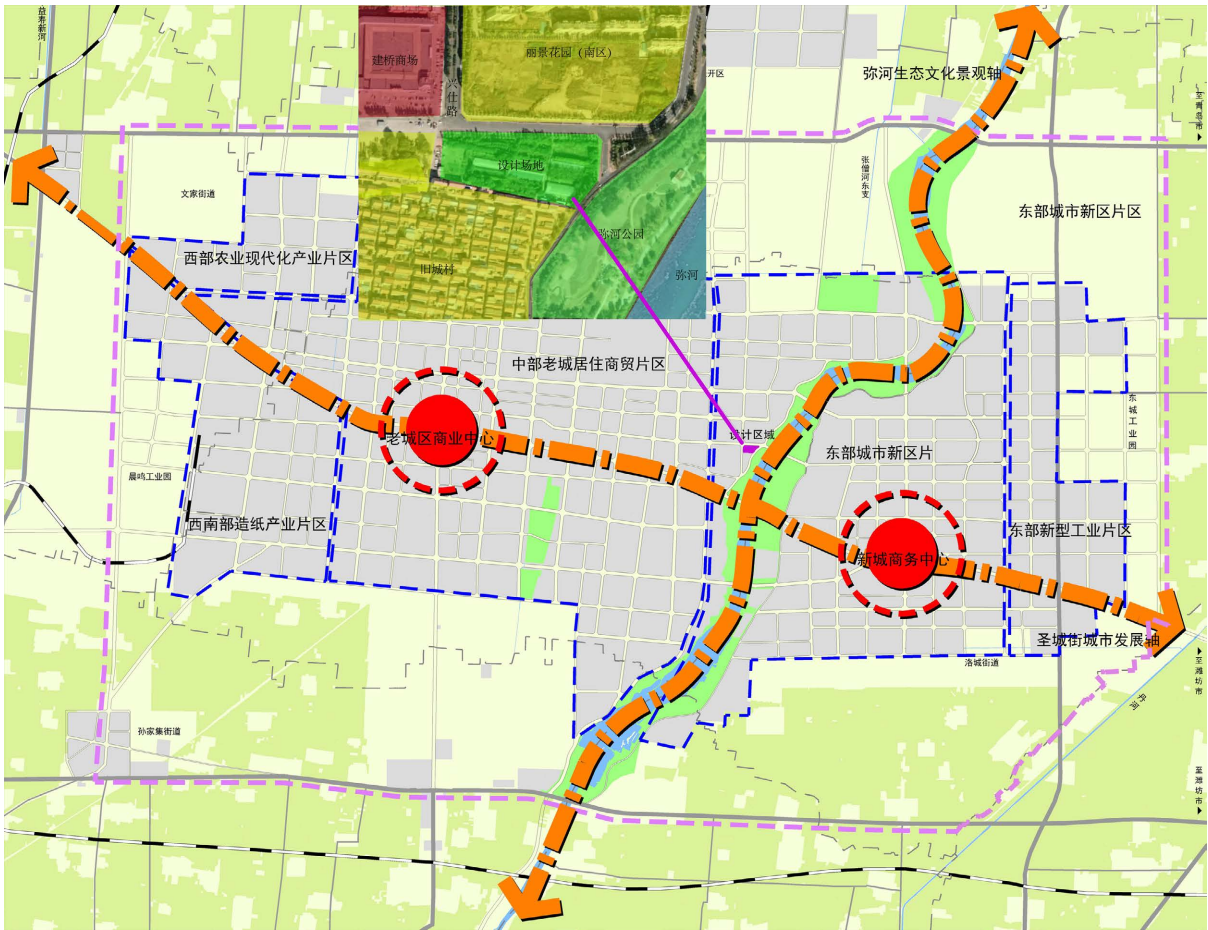 益寿新河
建桥商场
丽景花园（南区）
兴仕路
开区
弥河生态文化景观轴
至青岛市
设计场地
张僧河东支
文家街道
东部城市新区片区
弥河公园
西部农业现代化产业片区
旧城村
弥河
中部老城居住商贸片区
东城工业园
老城区商业中心
设计区域
东部城市新区片
晨鸣工业园
西南部造纸产业片区
东部新型工业片区
新城商务中心
圣城街城市发展轴
洛城街道
至潍坊市
丹河
孙家集街道
至潍坊市